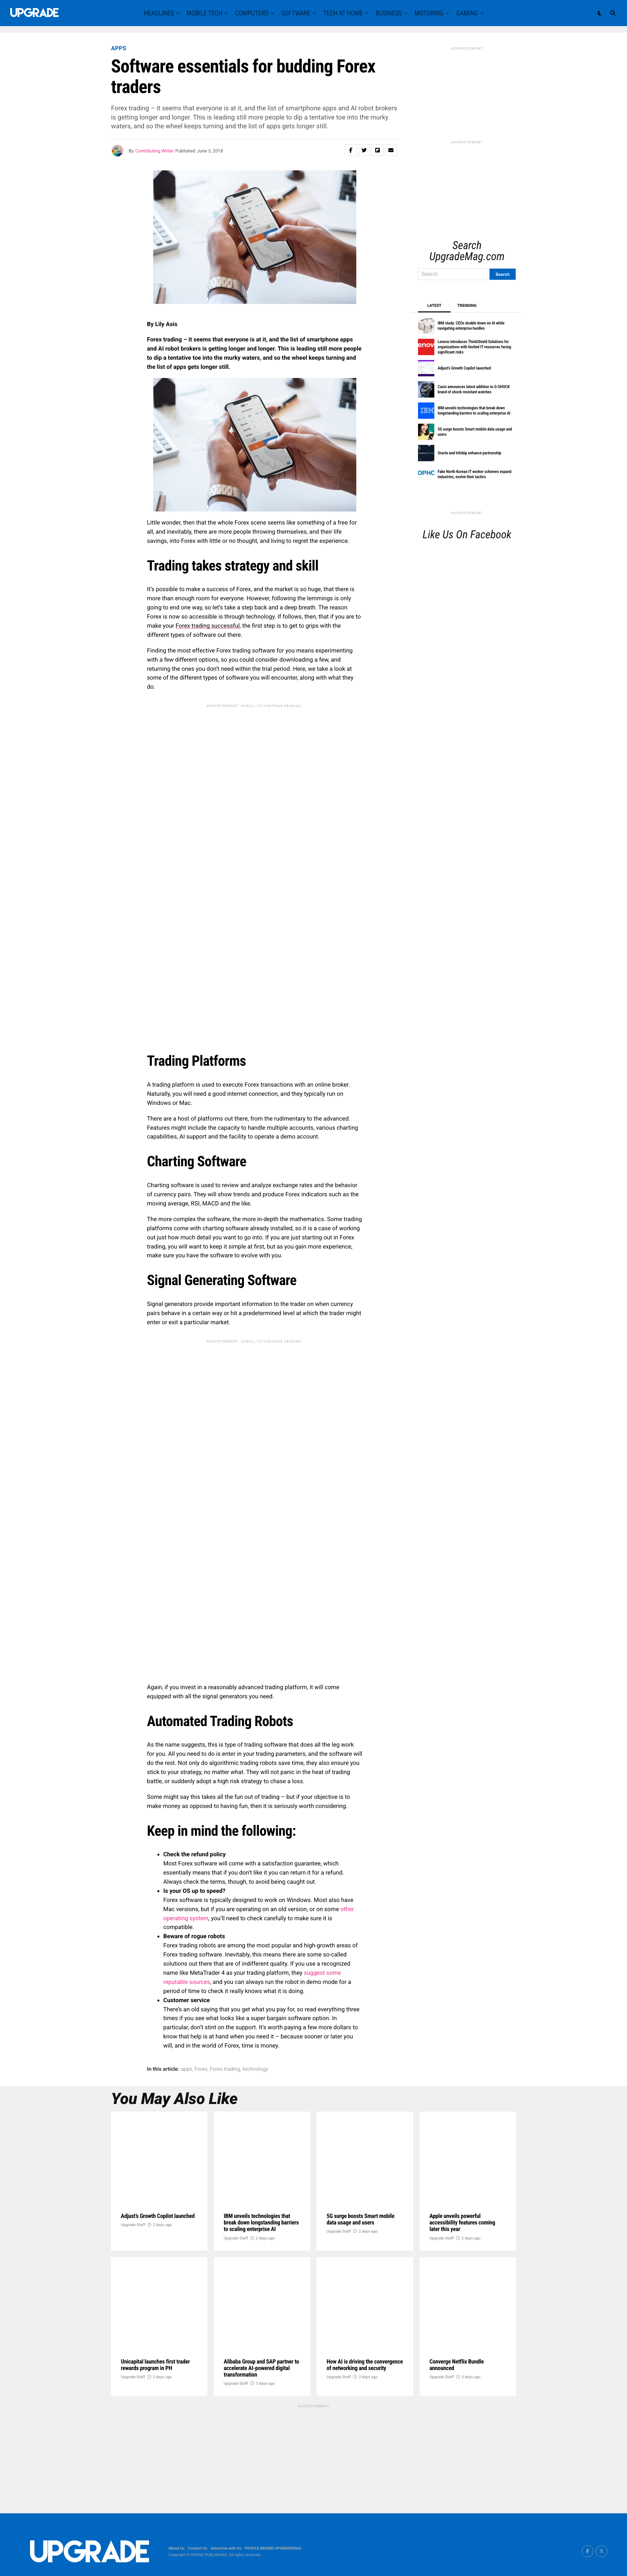 UPGRADE
HEADLINES MOBILE TECH COMPUTERS SOFTWARE TECH AT HOME BUSINESS MOTORING GAMING
APPS
Software essentials for budding Forex
traders
Forex trading – it seems that everyone is at it, and the list of smartphone apps and AI robot brokers
is getting longer and longer. This is leading still more people to dip a tentative toe into the murky
waters, and so the wheel keeps turning and the list of apps gets longer still.
By Contributing Writer Published June 3, 2018
By Lily Asis
Forex trading – it seems that everyone is at it, and the list of smartphone apps
and AI robot brokers is getting longer and longer. This is leading still more people
to dip a tentative toe into the murky waters, and so the wheel keeps turning and
the list of apps gets longer still.
Little wonder, then that the whole Forex scene seems like something of a free for
all, and inevitably, there are more people there throwing themselves, and their life
savings, into Forex with little or no thought, and living to regret the experience.
Trading takes strategy and skill
It's possible to make a success of Forex, and the market is so huge, that there is
more than enough room for everyone. However, following the lemmings is only
going to end one way, so let's take a step back and a deep breath. The reason
Forex is now so accessible is through technology. If follows, then, that if you are to
make your Forex trading successful, the first step is to get to grips with the
different types of software out there.
Finding the most effective Forex trading software for you means experimenting
with a few different options, so you could consider downloading a few, and
returning the ones you don't need within the trial period. Here, we take a look at
some of the different types of software you will encounter, along with what they
do.
ADVERTISEMENT. SCROLL TO CONTINUE READING.
Trading Platforms
A trading platform is used to execute Forex transactions with an online broker.
Naturally, you will need a good internet connection, and they typically run on
Windows or Mac.
There are a host of platforms out there, from the rudimentary to the advanced.
Features might include the capacity to handle multiple accounts, various charting
capabilities, AI support and the facility to operate a demo account.
Charting Software
Charting software is used to review and analyze exchange rates and the behavior
of currency pairs. They will show trends and produce Forex indicators such as the
moving average, RSI, MACD and the like.
The more complex the software, the more in-depth the mathematics. Some trading
platforms come with charting software already installed, so it is a case of working
out just how much detail you want to go into. If you are just starting out in Forex
trading, you will want to keep it simple at first, but as you gain more experience,
make sure you have the software to evolve with you.
Signal Generating Software
Signal generators provide important information to the trader on when currency
pairs behave in a certain way or hit a predetermined level at which the trader might
enter or exit a particular market.
ADVERTISEMENT. SCROLL TO CONTINUE READING.
Again, if you invest in a reasonably advanced trading platform, it will come
equipped with all the signal generators you need.
Automated Trading Robots
As the name suggests, this is type of trading software that does all the leg work
for you. All you need to do is enter in your trading parameters, and the software will
do the rest. Not only do algorithmic trading robots save time, they also ensure you
stick to your strategy, no matter what. They will not panic in the heat of trading
battle, or suddenly adopt a high risk strategy to chase a loss.
Some might say this takes all the fun out of trading – but if your objective is to
make money as opposed to having fun, then it is seriously worth considering.
Keep in mind the following:
Check the refund policy
Most Forex software will come with a satisfaction guarantee, which
essentially means that if you don't like it you can return it for a refund.
Always check the terms, though, to avoid being caught out.
Is your OS up to speed?
Forex software is typically designed to work on Windows. Most also have
Mac versions, but if you are operating on an old version, or on some other
operating system, you'll need to check carefully to make sure it is
compatible.
Beware of rogue robots
Forex trading robots are among the most popular and high-growth areas of
Forex trading software. Inevitably, this means there are some so-called
solutions out there that are of indifferent quality. If you use a recognized
name like MetaTrader 4 as your trading platform, they suggest some
reputable sources, and you can always run the robot in demo mode for a
period of time to check it really knows what it is doing.
Customer service
There's an old saying that you get what you pay for, so read everything three
times if you see what looks like a super bargain software option. In
particular, don't stint on the support. It's worth paying a few more dollars to
know that help is at hand when you need it – because sooner or later you
will, and in the world of Forex, time is money.
In this article: apps, Forex, Forex trading, technology
ADVERTISEMENT
ADVERTISEMENT
Search
UpgradeMag.com
Search Search
LATEST TRENDING
IBM study: CEOs double down on AI while
navigating enterprise hurdles
Lenovo introduces ThinkShield Solutions for
organizations with limited IT resources facing
significant risks
Adjust's Growth Copilot launched
Casio announces latest additive to G-SHOCK
brand of shock resistant watches
IBM unveils technologies that break down
longstanding barriers to scaling enterprise AI
5G surge boosts Smart mobile data usage and
users
Oracle and Infobip enhance partnership
Fake North Korean IT worker schemes expand
industries, evolve their tactics
ADVERTISEMENT
Like Us On Facebook
You May Also Like
Adjust's Growth Copilot launched
Upgrade Staff 2 days ago
IBM unveils technologies that
break down longstanding barriers
to scaling enterprise AI
Upgrade Staff 2 days ago
5G surge boosts Smart mobile
data usage and users
Upgrade Staff 2 days ago
Apple unveils powerful
accessibility features coming
later this year
Upgrade Staff 2 days ago
Unicapital launches first trader
rewards program in PH
Upgrade Staff 3 days ago
Alibaba Group and SAP partner to
accelerate AI-powered digital
transformation
Upgrade Staff 3 days ago
How AI is driving the convergence
of networking and security
Upgrade Staff 3 days ago
Converge Netflix Bundle
announced
Upgrade Staff 3 days ago
ADVERTISEMENT
UPGRADE
About Us Contact Us Advertise with Us PEOPLE BEHIND UPGRADEMAG